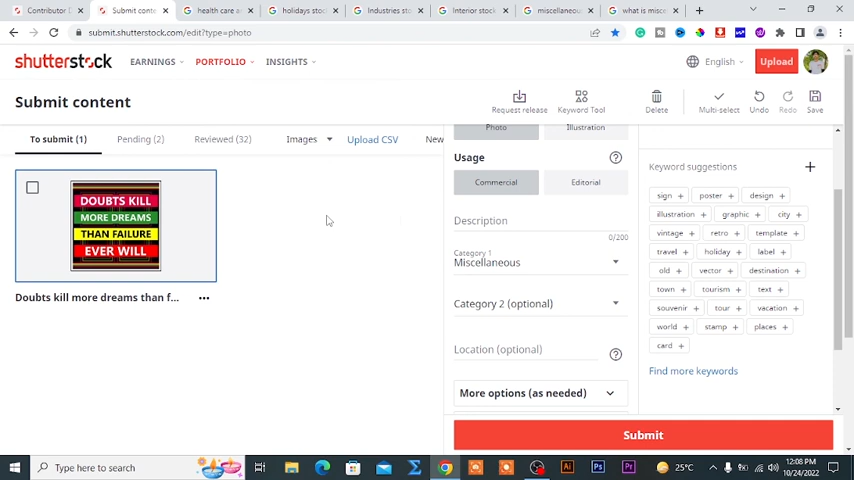 Contributor D
Submit conte
health care a
holidays stoc
Industries sto
Interior stock
miscellaneou
what is misce
submit.shutterstock.com/edit?type=photo
shutterstock
EARNINGS
PORTFOLIO
INSIGHTS
English
Upload
Submit content
Request release
Keyword Tool
Delete
Multi-select
Undo
Redo
Save
To submit (1)
Pending (2)
Reviewed (32)
Images
Upload CSV
New
DOUBTS KILL
MORE DREAMS
THAN FAILURE
EVER WILL
Doubts kill more dreams than f...
Photo
Illustration
Usage
Commercial
Editorial
Description
0/200
Category 1
Miscellaneous
Category 2 (optional)
Location (optional)
More options (as needed)
Keyword suggestions
sign + poster + design +
illustration + graphic + city +
vintage + retro + template +
travel + holiday + label +
old + vector + destination +
town + tourism + text +
souvenir + tour + vacation +
world + stamp + places +
card +
Find more keywords
Submit
Type here to search
25°C
12:08 PM
10/24/2022